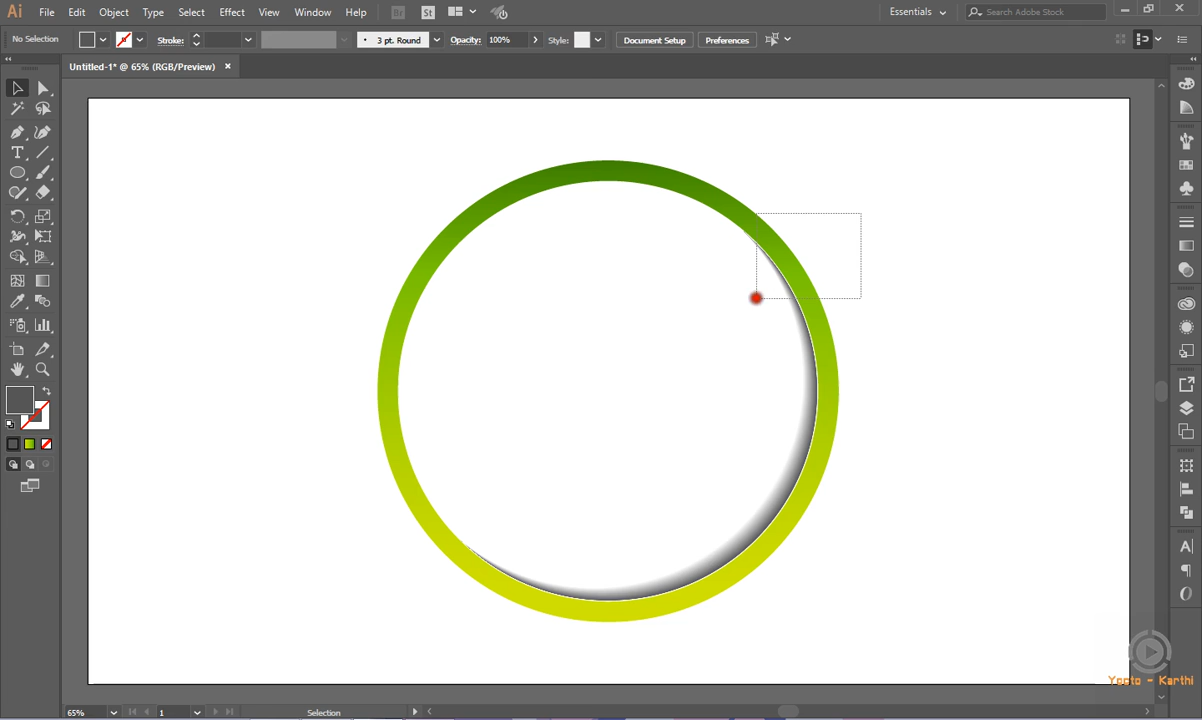 Ai File Edit Object Type Select Effect View Window Help Br St Essentials Search Adobe Stock
No Selection Stroke: 3 pt. Round Opacity: 100% Style: Document Setup Preferences
Untitled-1* @ 65% (RGB/Preview) ×
Yooto - Karthi
65% 1 Selection